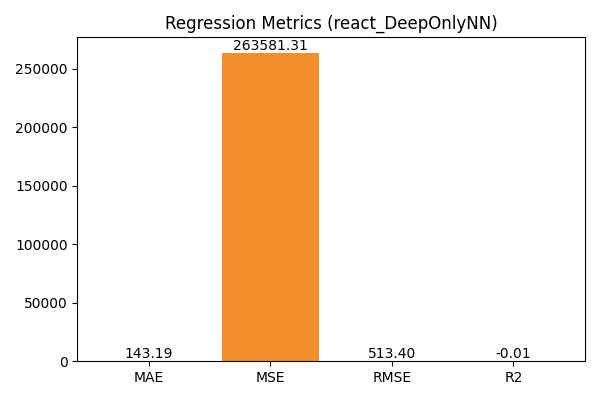 Regression Metrics (react_DeepOnlyNN)
263581.31
250000
200000
150000
100000
50000
0
143.19
513.40
-0.01
MAE
MSE
RMSE
R2